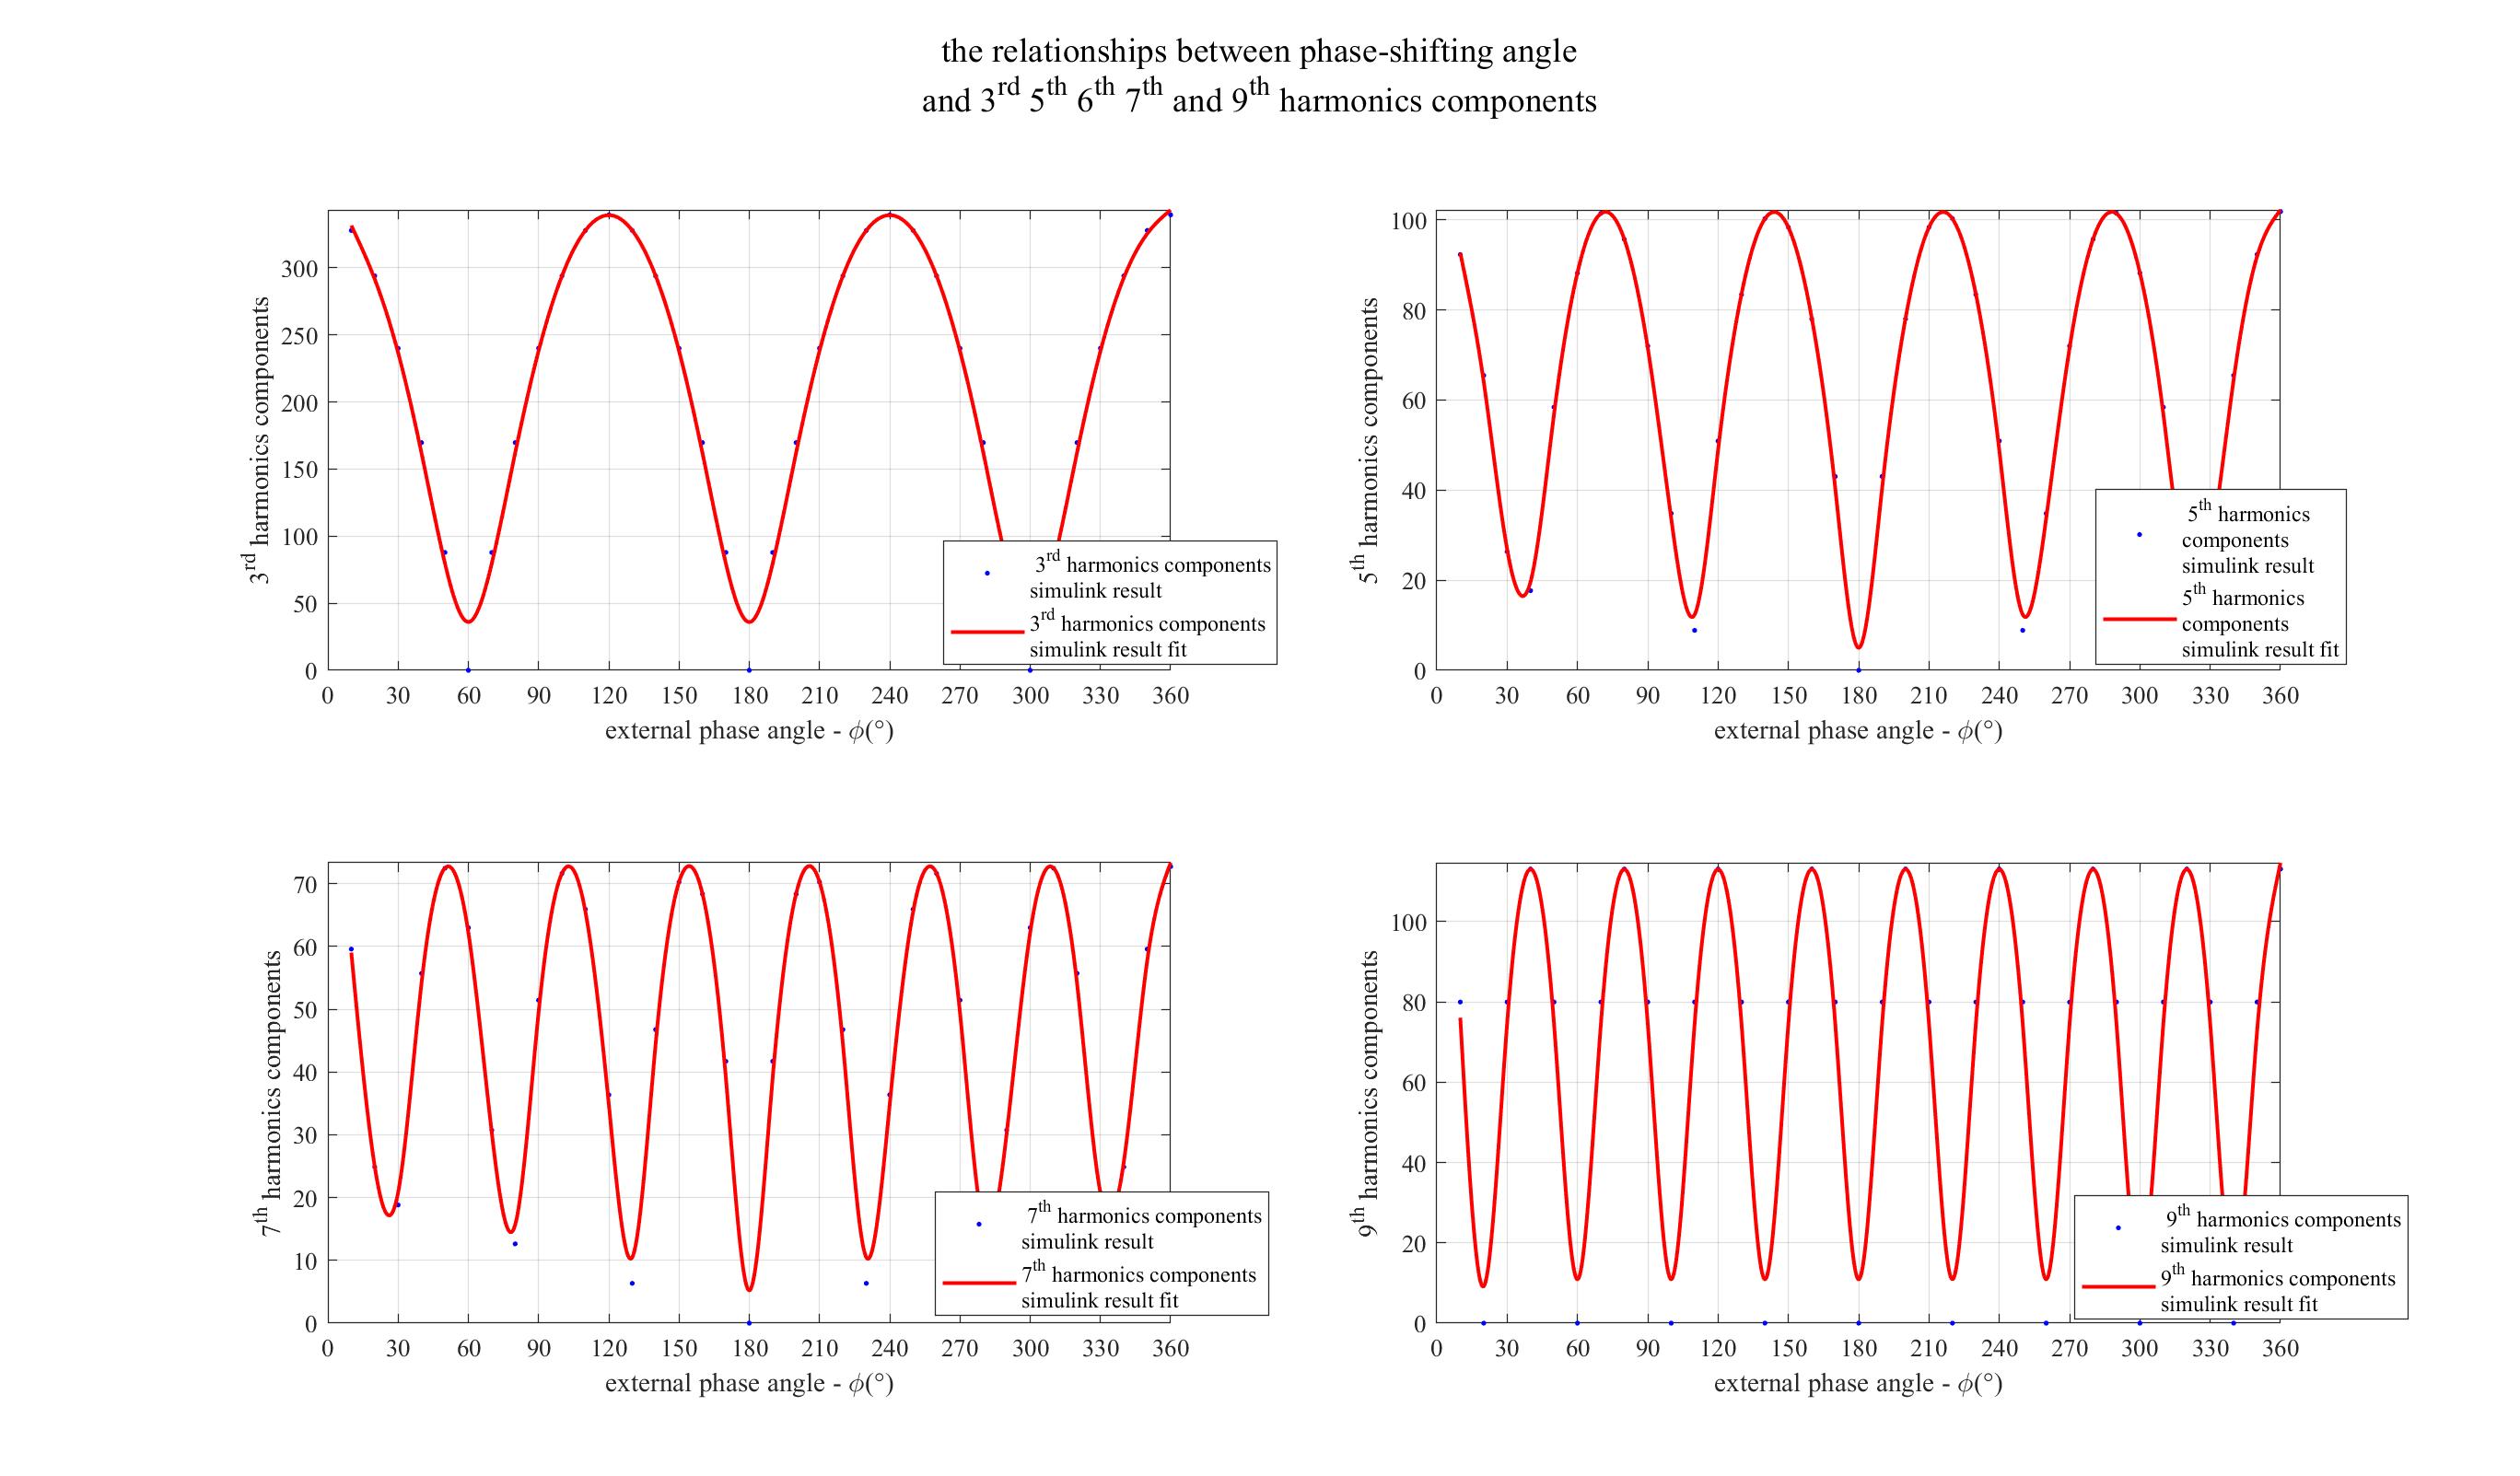 the relationships between phase-shifting angle
and 3rd 5th 6th 7th and 9th harmonics components
3rd harmonics components
300
250
200
150
100
50
0
0 30 60 90 120 150 180 210 240 270 300 330 360
external phase angle - ϕ(°)
3rd harmonics components
simulink result
3rd harmonics components
simulink result fit
5th harmonics components
100
80
60
40
20
0
0 30 60 90 120 150 180 210 240 270 300 330 360
external phase angle - ϕ(°)
5th harmonics
components
simulink result
5th harmonics
components
simulink result fit
7th harmonics components
70
60
50
40
30
20
10
0
0 30 60 90 120 150 180 210 240 270 300 330 360
external phase angle - ϕ(°)
7th harmonics components
simulink result
7th harmonics components
simulink result fit
9th harmonics components
100
80
60
40
20
0
0 30 60 90 120 150 180 210 240 270 300 330 360
external phase angle - ϕ(°)
9th harmonics components
simulink result
9th harmonics components
simulink result fit